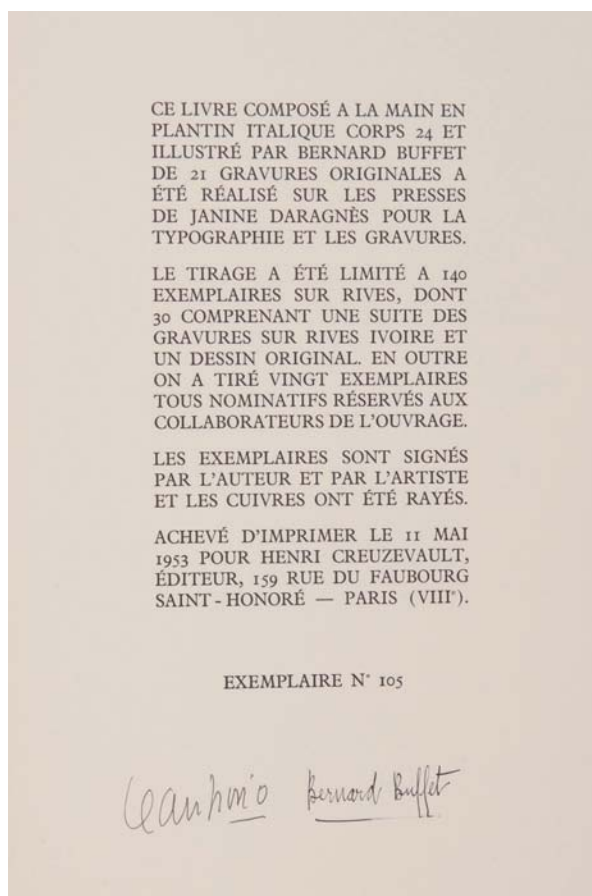 CE LIVRE COMPOSÉ A LA MAIN EN
PLANTIN ITALIQUE CORPS 24 ET
ILLUSTRÉ PAR BERNARD BUFFET
DE 21 GRAVURES ORIGINALES A
ÉTÉ RÉALISÉ SUR LES PRESSES
DE JANINE DARAGNÈS POUR LA
TYPOGRAPHIE ET LES GRAVURES.
LE TIRAGE A ÉTÉ LIMITÉ A 140
EXEMPLAIRES SUR RIVES, DONT
30 COMPRENANT UNE SUITE DES
GRAVURES SUR RIVES IVOIRE ET
UN DESSIN ORIGINAL. EN OUTRE
ON A TIRÉ VINGT EXEMPLAIRES
TOUS NOMINATIFS RÉSERVÉS AUX
COLLABORATEURS DE L'OUVRAGE.
LES EXEMPLAIRES SONT SIGNÉS
PAR L'AUTEUR ET PAR L'ARTISTE
ET LES CUIVRES ONT ÉTÉ RAYÉS.
ACHEVÉ D'IMPRIMER LE 11 MAI
1953 POUR HENRI CREUZEVAULT,
ÉDITEUR, 159 RUE DU FAUBOURG
SAINT-HONORÉ — PARIS (VIIIᵉ).
EXEMPLAIRE N° 105
Bernard Buffet